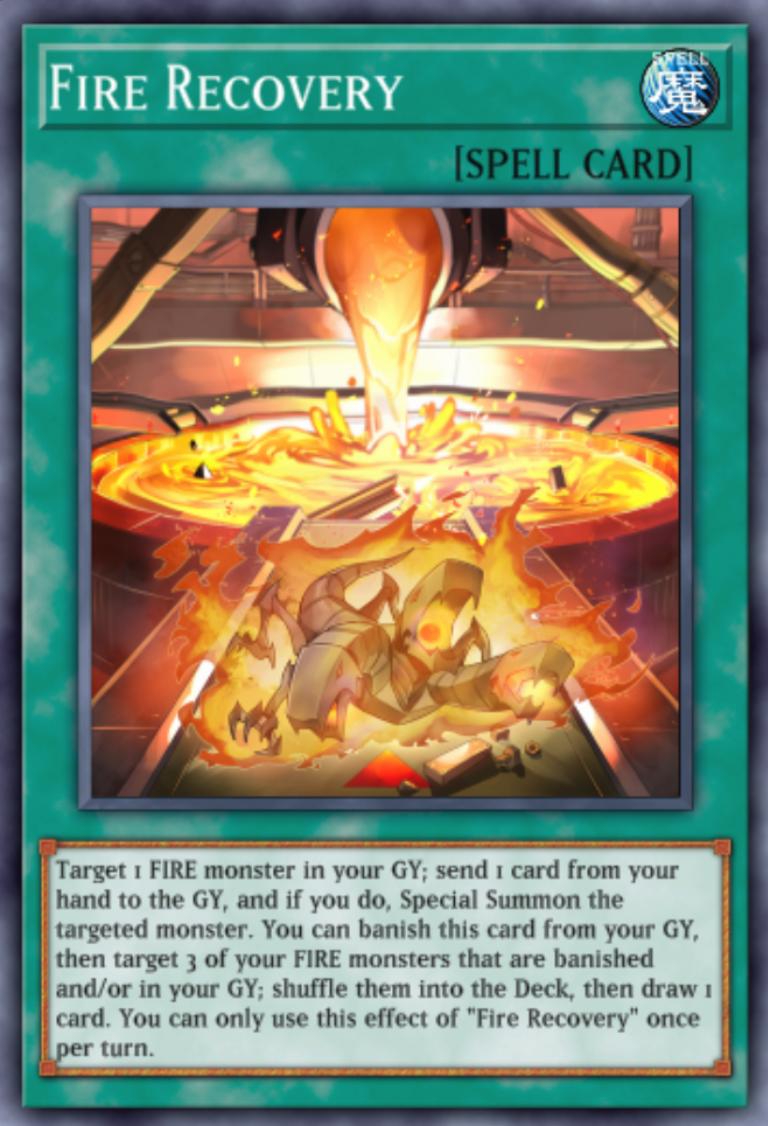 FIRE RECOVERY
SPELL
魔
[SPELL CARD]
Target 1 FIRE monster in your GY; send 1 card from your
hand to the GY, and if you do, Special Summon the
targeted monster. You can banish this card from your GY,
then target 3 of your FIRE monsters that are banished
and/or in your GY; shuffle them into the Deck, then draw 1
card. You can only use this effect of "Fire Recovery" once
per turn.